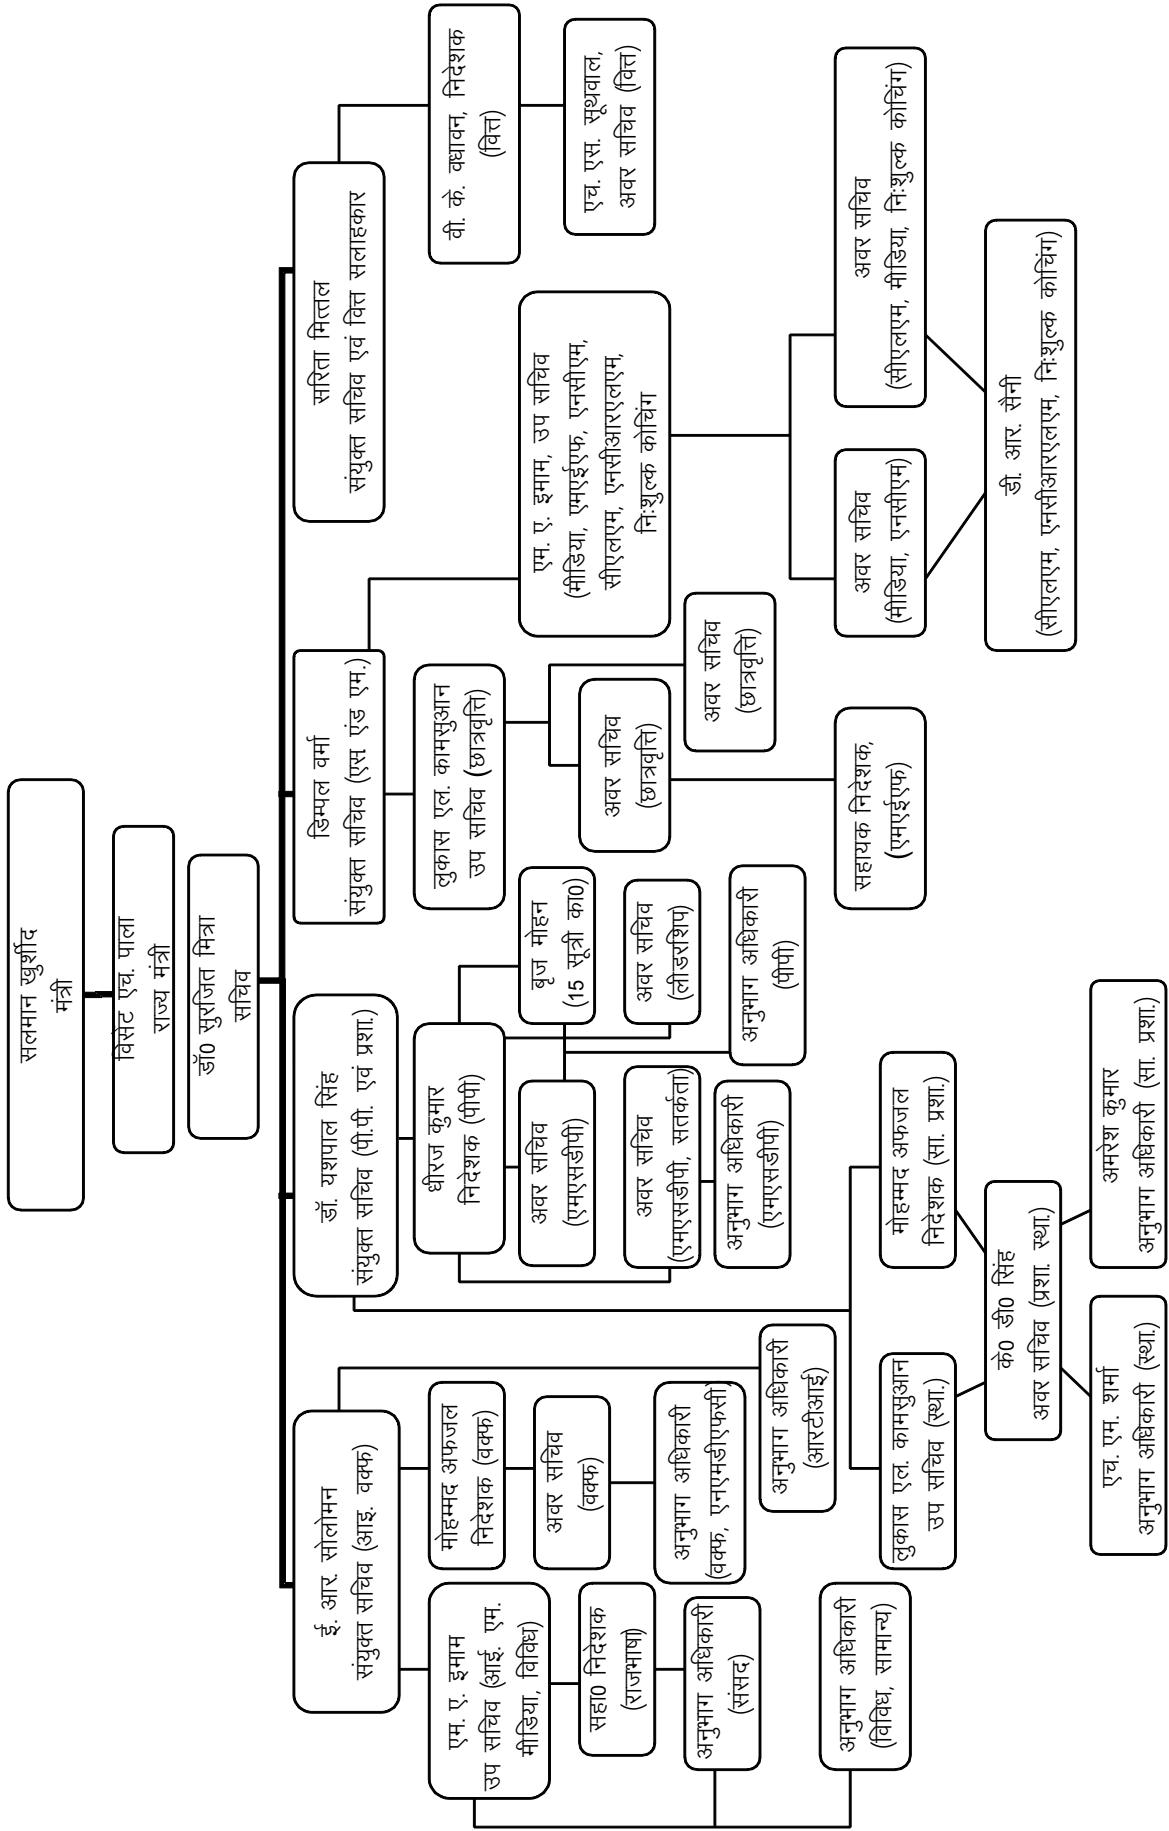 सलमान खुर्शीद
मंत्री
विसेंट एच. पाला
राज्य मंत्री
डॉ0 सुरजित मित्रा
सचिव
ई. आर. सोलोमन
संयुक्त सचिव (आइ. वक्फ)
डॉ. यशपाल सिंह
संयुक्त सचिव (पी.पी. एवं प्रशा.)
डिम्पल वर्मा
संयुक्त सचिव (एस. एंड एम.)
सरिता मित्तल
संयुक्त सचिव एवं वित्त सलाहकार
एम. ए. इमाम
उप सचिव (आई. एम.
मीडिया, विविध)
सहा0 निदेशक
(राजभाषा)
अनुभाग अधिकारी
(संसद)
अनुभाग अधिकारी
(विविध, सामान्य)
मोहम्मद अफजल
निदेशक (वक्फ)
अवर सचिव
(वक्फ)
अनुभाग अधिकारी
(वक्फ, एनएमडीएफसी)
अनुभाग अधिकारी
(आरटीआई)
धीरज कुमार
निदेशक (पीपी)
अवर सचिव
(एमएसडीपी)
बृज मोहन
(15 सूत्री का0)
अवर सचिव
(एमएसडीपी, सतर्कता)
अवर सचिव
(लीडरशिप)
अनुभाग अधिकारी
(एमएसडीपी)
अनुभाग अधिकारी
(पीपी)
लुकास एल. कामसुआन
उप सचिव (स्था.)
मोहम्मद अफजल
निदेशक (सा. प्रशा.)
के0 डी0 सिंह
अवर सचिव (प्रशा. स्था.)
एच. एम. शर्मा
अनुभाग अधिकारी (स्था.)
अमरेश कुमार
अनुभाग अधिकारी (सा. प्रशा.)
लुकास एल. कामसुआन
उप सचिव (छात्रवृत्ति)
अवर सचिव
(छात्रवृत्ति)
अवर सचिव
(छात्रवृत्ति)
सहायक निदेशक,
(एमएईएफ)
एम. ए. इमाम, उप सचिव
(मीडिया, एमएईएफ, एनसीएम,
सीएलएम, एनसीआरएलएम,
निःशुल्क कोचिंग
अवर सचिव
(मीडिया, एनसीएम)
अवर सचिव
(सीएलएम, मीडिया, निःशुल्क कोचिंग)
डी. आर. सैनी
(सीएलएम, एनसीआरएलएम, निःशुल्क कोचिंग)
वी. के. वधावन, निदेशक
(वित्त)
एच. एस. सूथवाल,
अवर सचिव (वित्त)